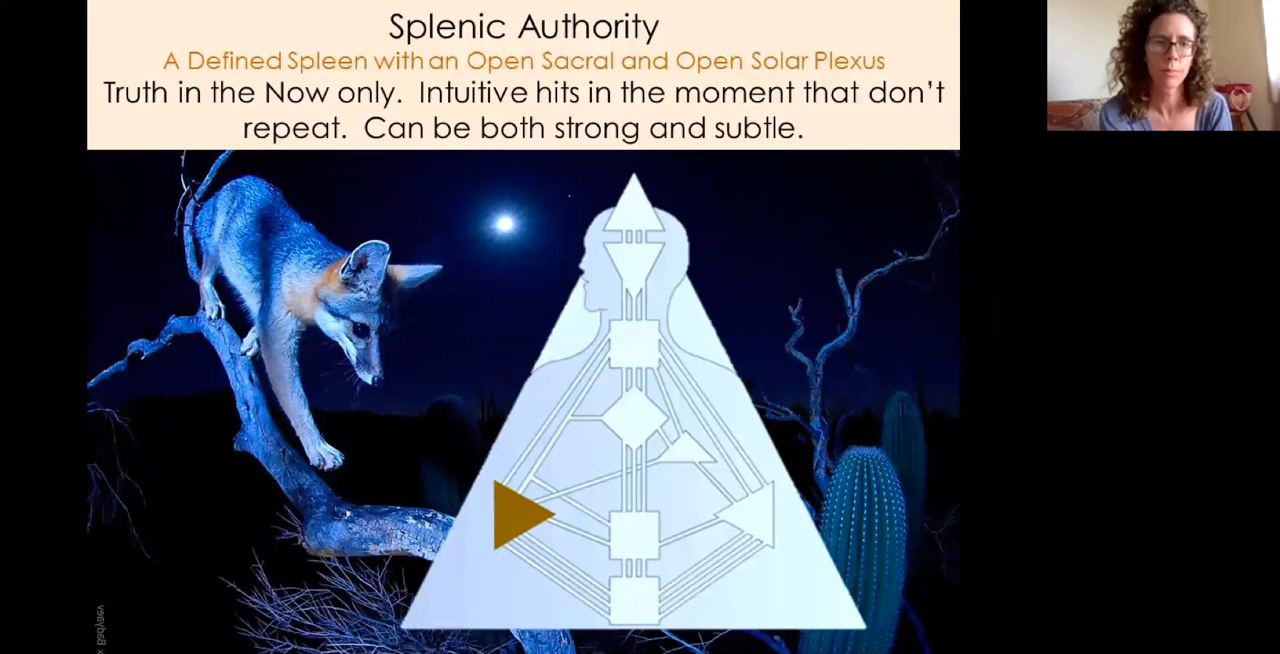 Splenic Authority
A Defined Spleen with an Open Sacral and Open Solar Plexus
Truth in the Now only.  Intuitive hits in the moment that don't
repeat.  Can be both strong and subtle.